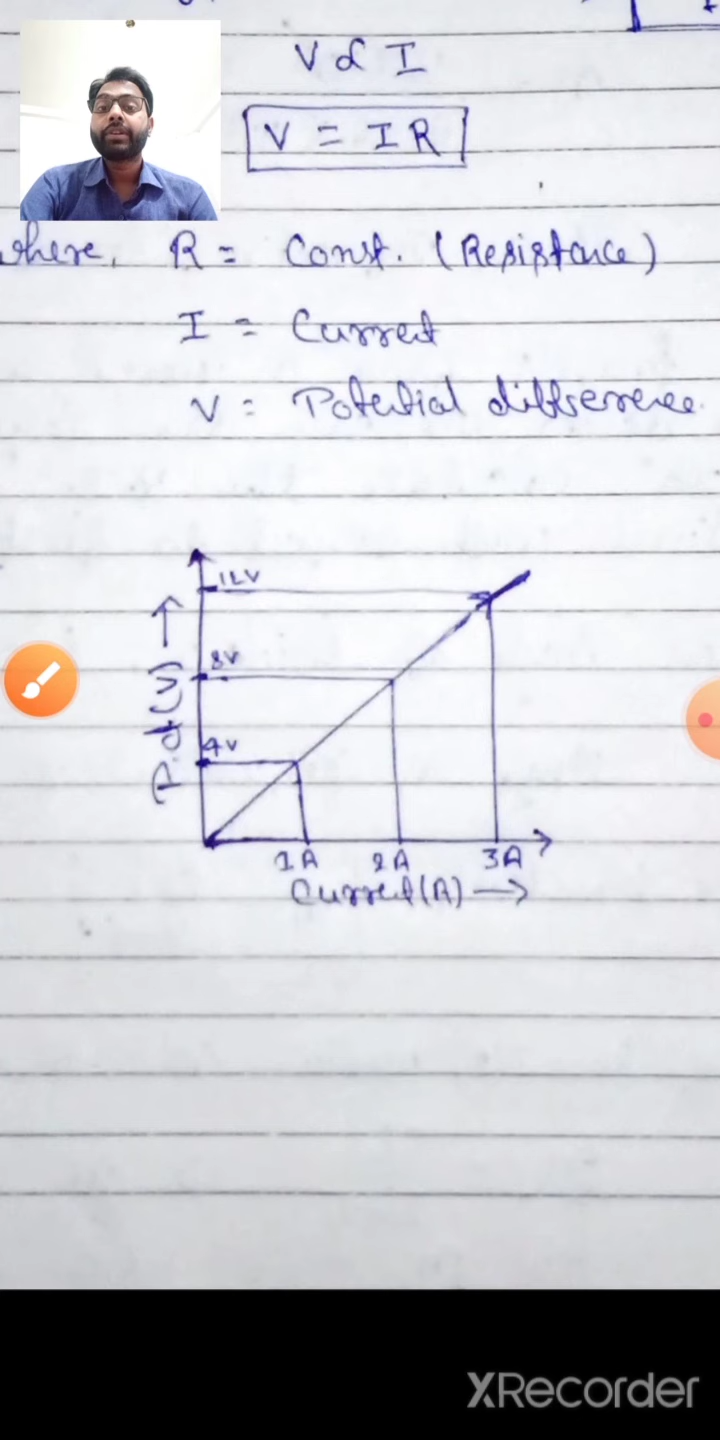 V ∝ I
V = IR
where, R = Const. (Resistance)
I = Current
V = Potential difference.
12V
8V
4V
P.d(V) →
1A 2A 3A
Current(A) →
XRecorder